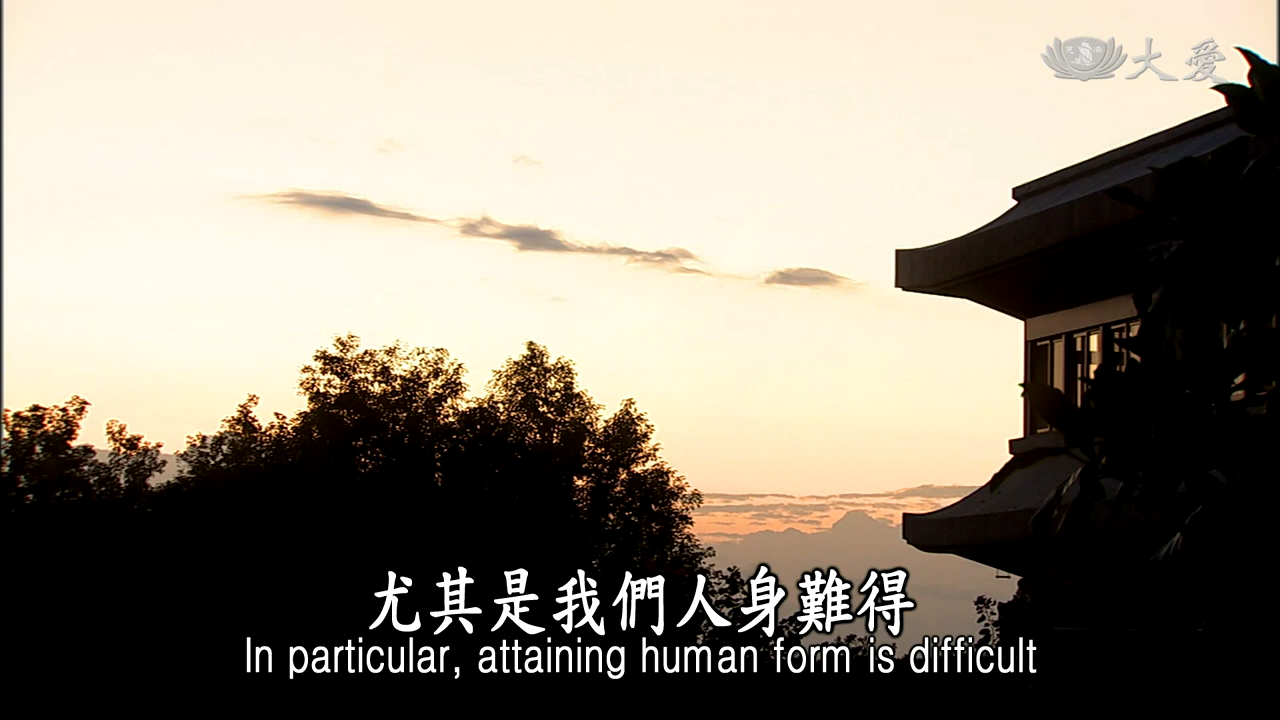 大愛
尤其是我們人身難得
In particular, attaining human form is difficult